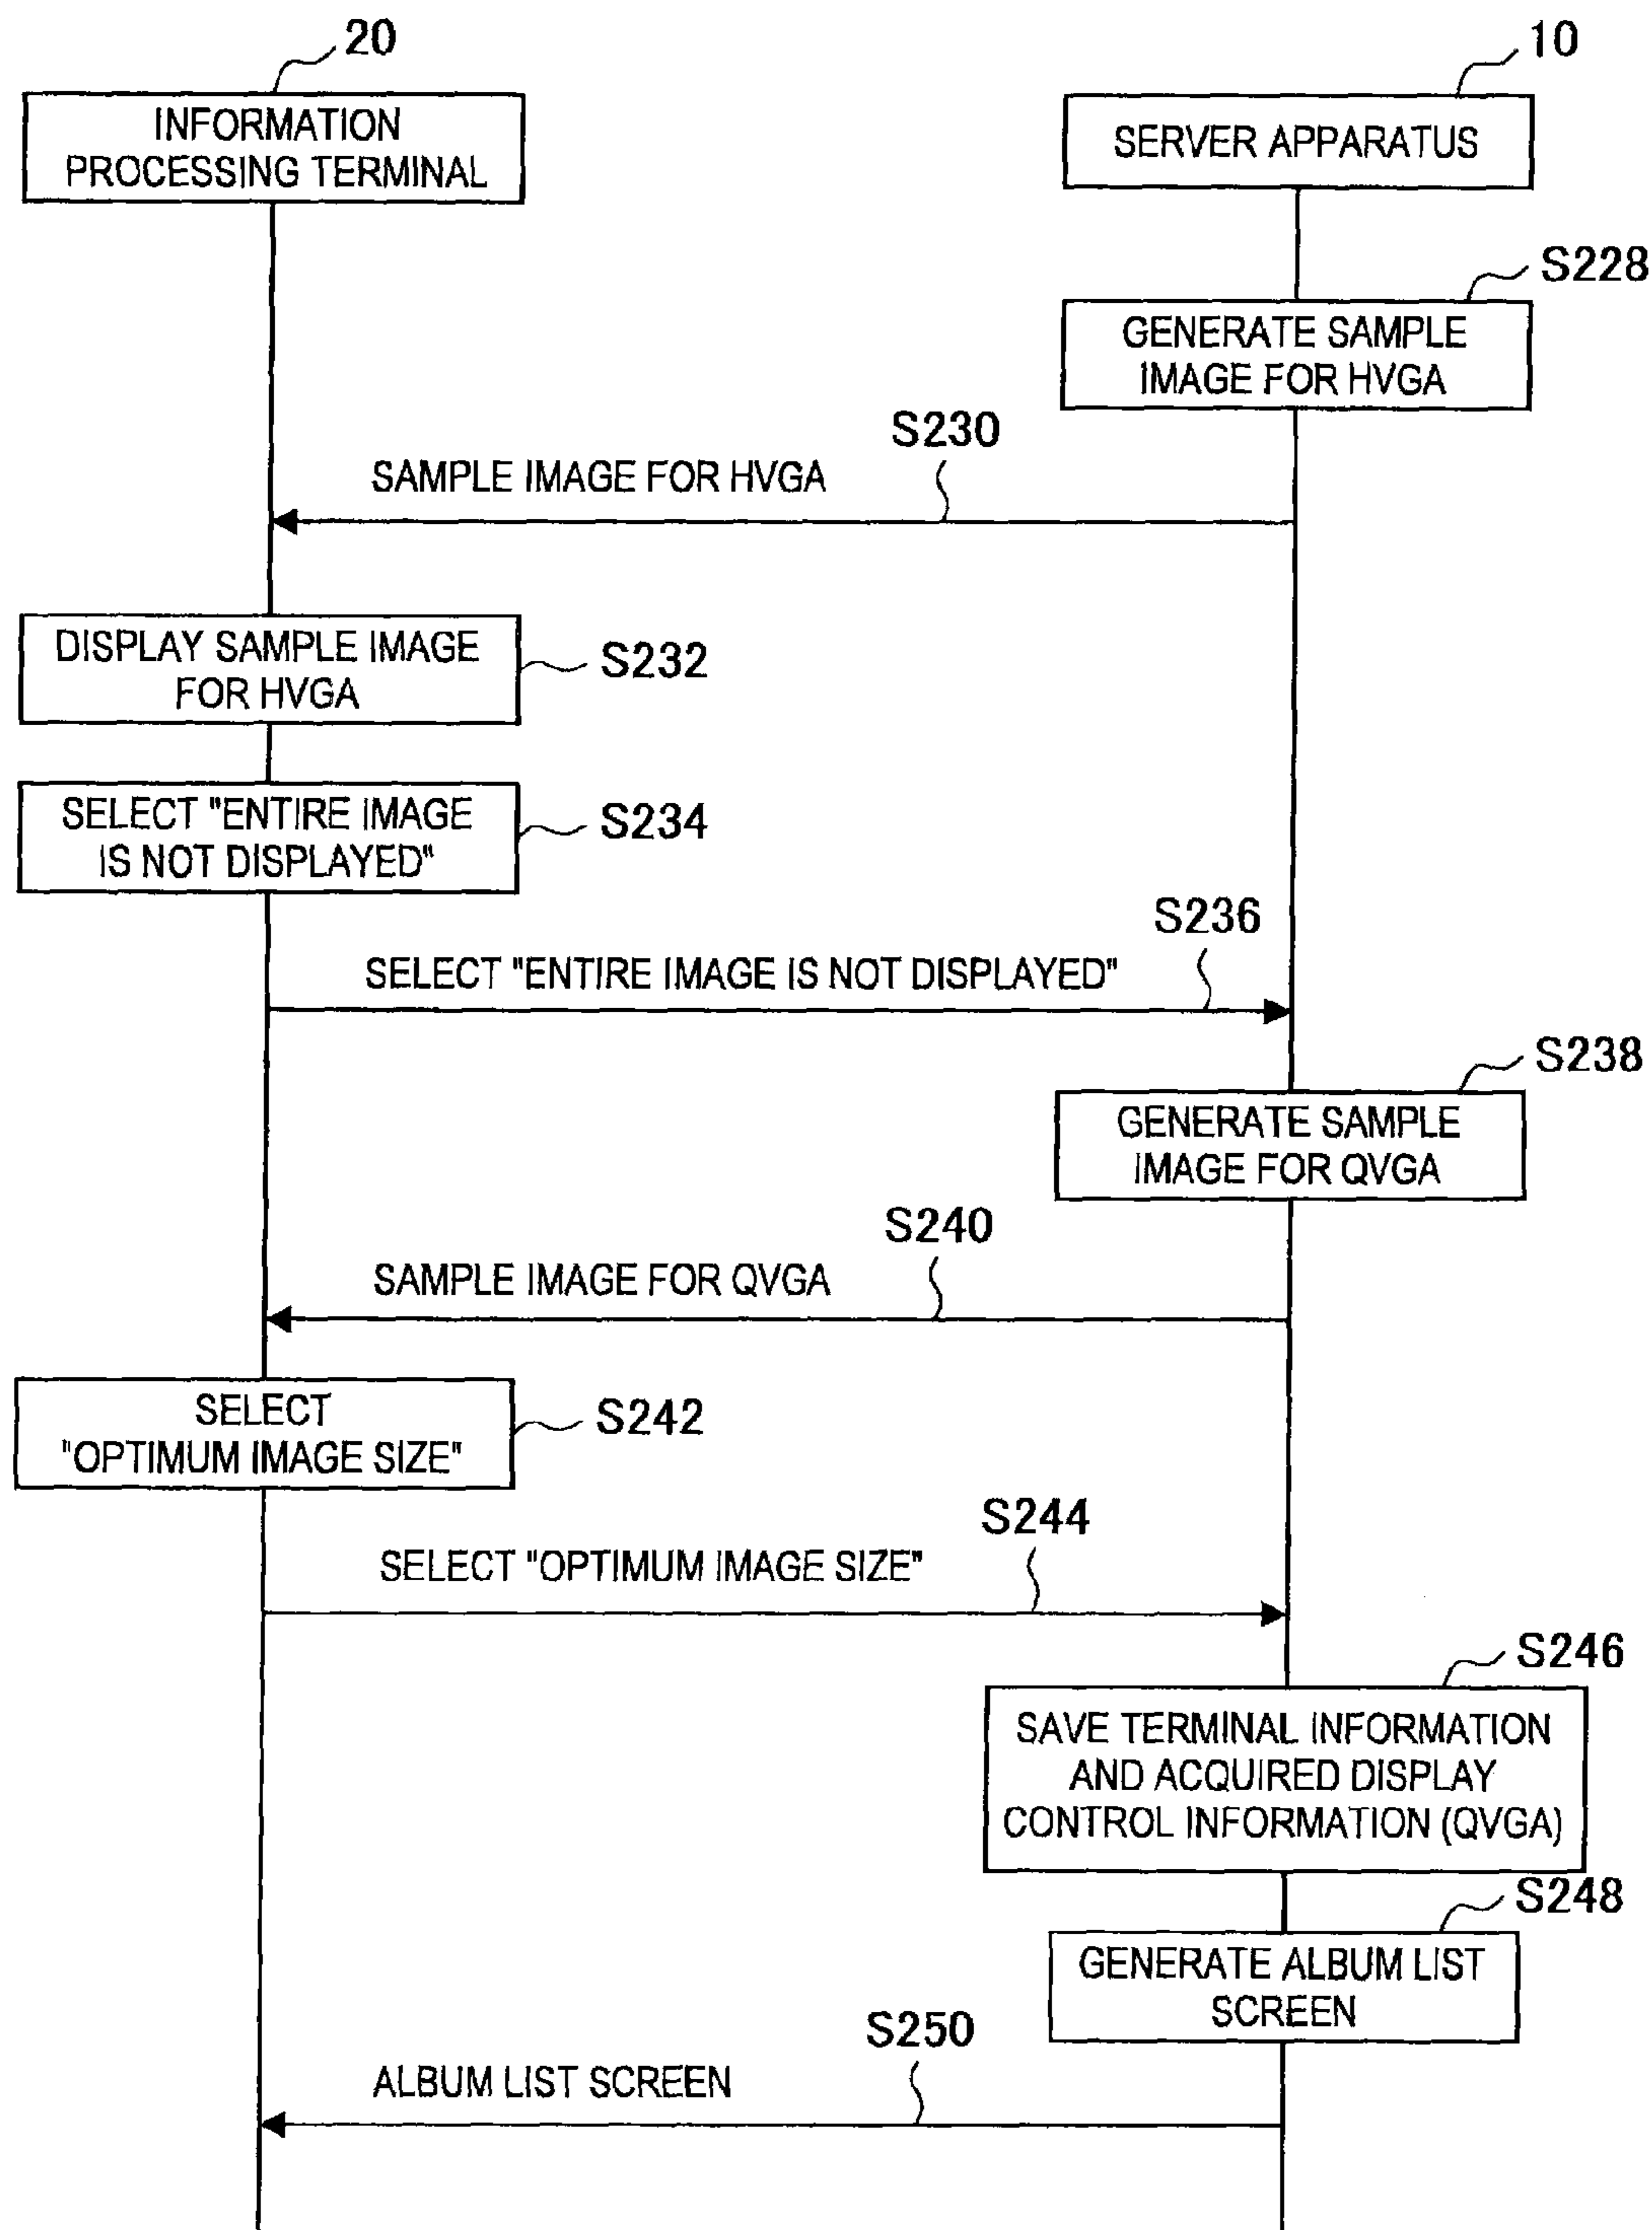 20
10
INFORMATION
PROCESSING TERMINAL
SERVER APPARATUS
S228
GENERATE SAMPLE
IMAGE FOR HVGA
S230
SAMPLE IMAGE FOR HVGA
DISPLAY SAMPLE IMAGE
FOR HVGA
S232
SELECT "ENTIRE IMAGE
IS NOT DISPLAYED"
S234
S236
SELECT "ENTIRE IMAGE IS NOT DISPLAYED"
S238
GENERATE SAMPLE
IMAGE FOR QVGA
S240
SAMPLE IMAGE FOR QVGA
SELECT
"OPTIMUM IMAGE SIZE"
S242
S244
SELECT "OPTIMUM IMAGE SIZE"
S246
SAVE TERMINAL INFORMATION
AND ACQUIRED DISPLAY
CONTROL INFORMATION (QVGA)
S248
GENERATE ALBUM LIST
SCREEN
S250
ALBUM LIST SCREEN